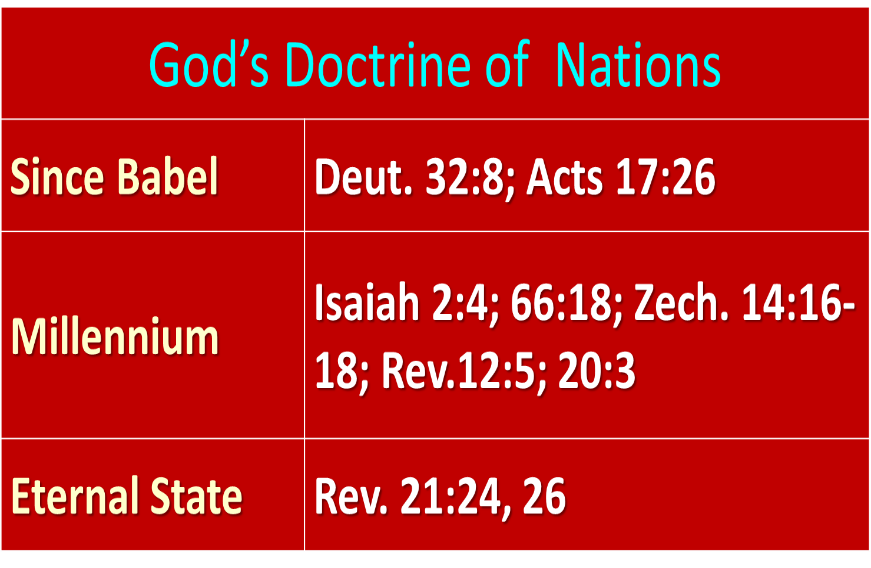 God’s Doctrine of  Nations
Since Babel
Deut. 32:8; Acts 17:26
Millennium
Isaiah 2:4; 66:18; Zech. 14:16-
18; Rev.12:5; 20:3
Eternal State
Rev. 21:24, 26